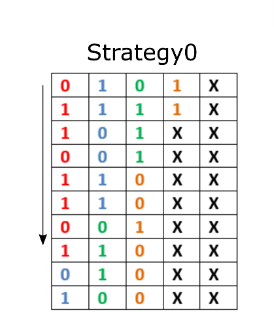 Strategy0
0 1 0 1 X
1 1 1 1 X
1 0 1 X X
0 0 1 X X
1 1 0 X X
1 1 0 X X
0 0 1 X X
1 1 0 X X
0 1 0 X X
1 0 0 X X